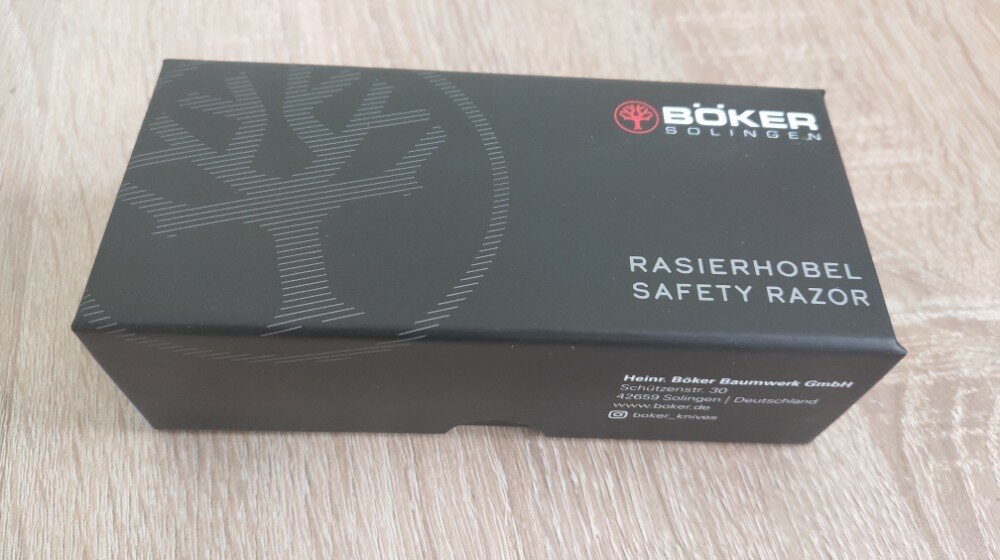 BÖKER
SOLINGEN
RASIERHOBEL
SAFETY RAZOR
Heinr. Böker Baumwerk GmbH
Schützenstr. 30
42659 Solingen | Deutschland
www.boker.de
boker_knives